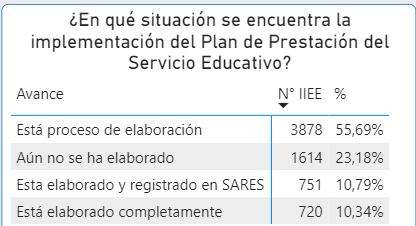 ¿En qué situación se encuentra la
implementación del Plan de Prestación del
Servicio Educativo?
Avance N° IIEE %
Está proceso de elaboración 3878 55,69%
Aún no se ha elaborado 1614 23,18%
Esta elaborado y registrado en SARES 751 10,79%
Está elaborado completamente 720 10,34%